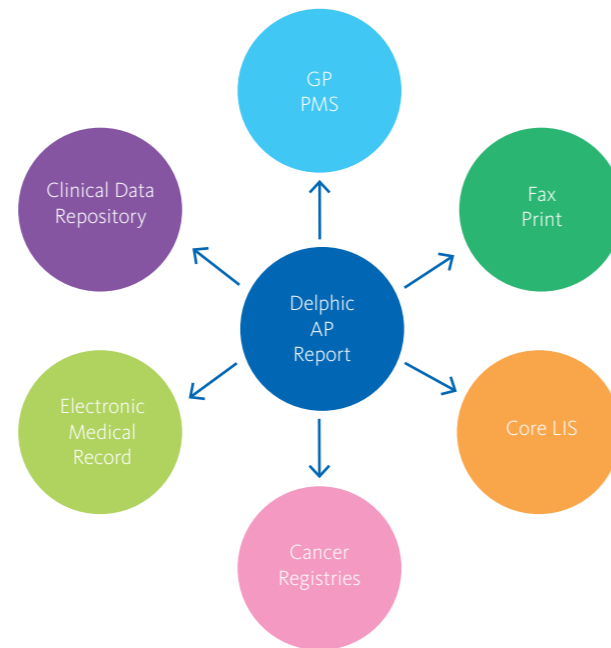 GP
PMS
Clinical Data
Repository
Fax
Print
Delphic
AP
Report
Electronic
Medical
Record
Core LIS
Cancer
Registries